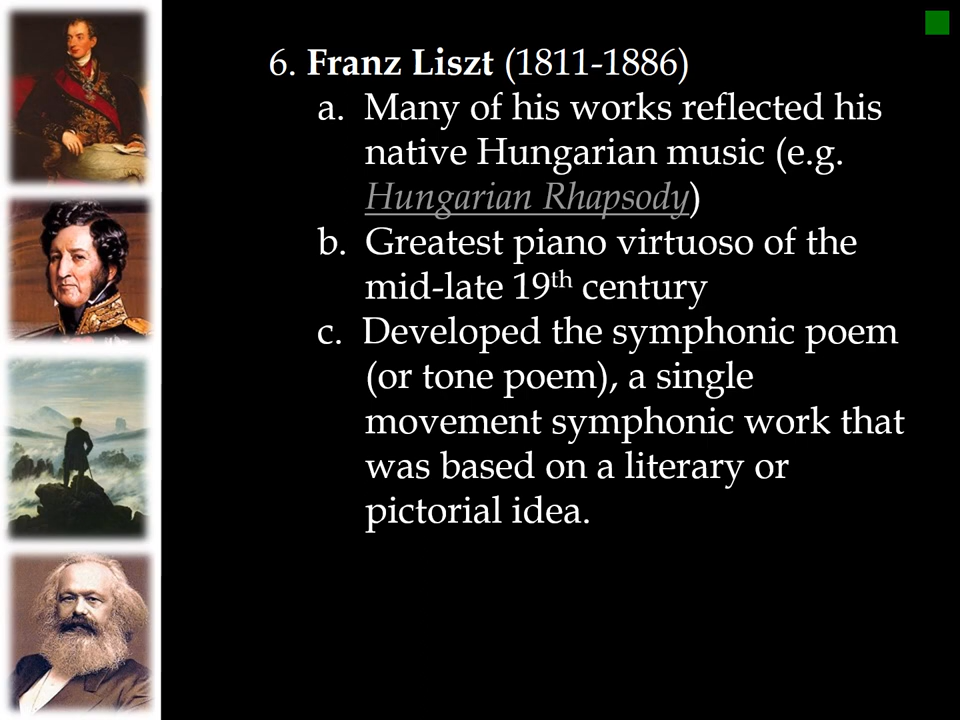 6. Franz Liszt (1811-1886)
a. Many of his works reflected his
native Hungarian music (e.g.
Hungarian Rhapsody)
b. Greatest piano virtuoso of the
mid-late 19th century
c. Developed the symphonic poem
(or tone poem), a single
movement symphonic work that
was based on a literary or
pictorial idea.